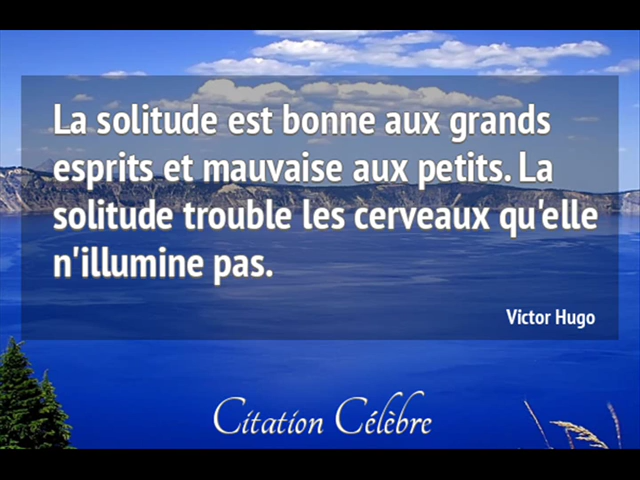 La solitude est bonne aux grands
esprits et mauvaise aux petits. La
solitude trouble les cerveaux qu'elle
n'illumine pas.
Victor Hugo
Citation Célèbre